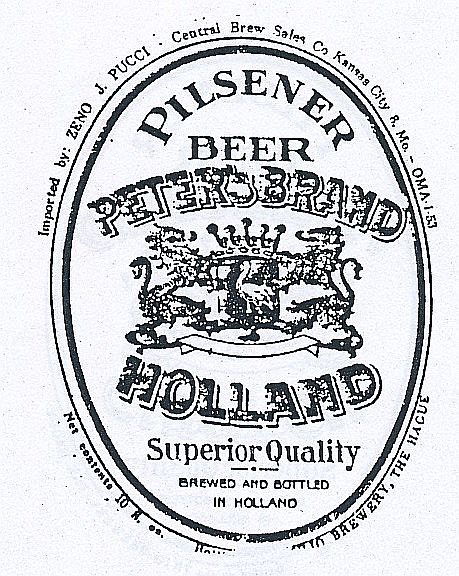 Imported by: ZENO J. PUCCI · Central Brew Sales Co Kansas City 8, Mo. – OMA-1-53
PILSENER
BEER
PETERSBRAND
HOLLAND
Superior Quality
BREWED AND BOTTLED
IN HOLLAND
Net contents 10 fl. oz.
BREWERY, THE HAGUE